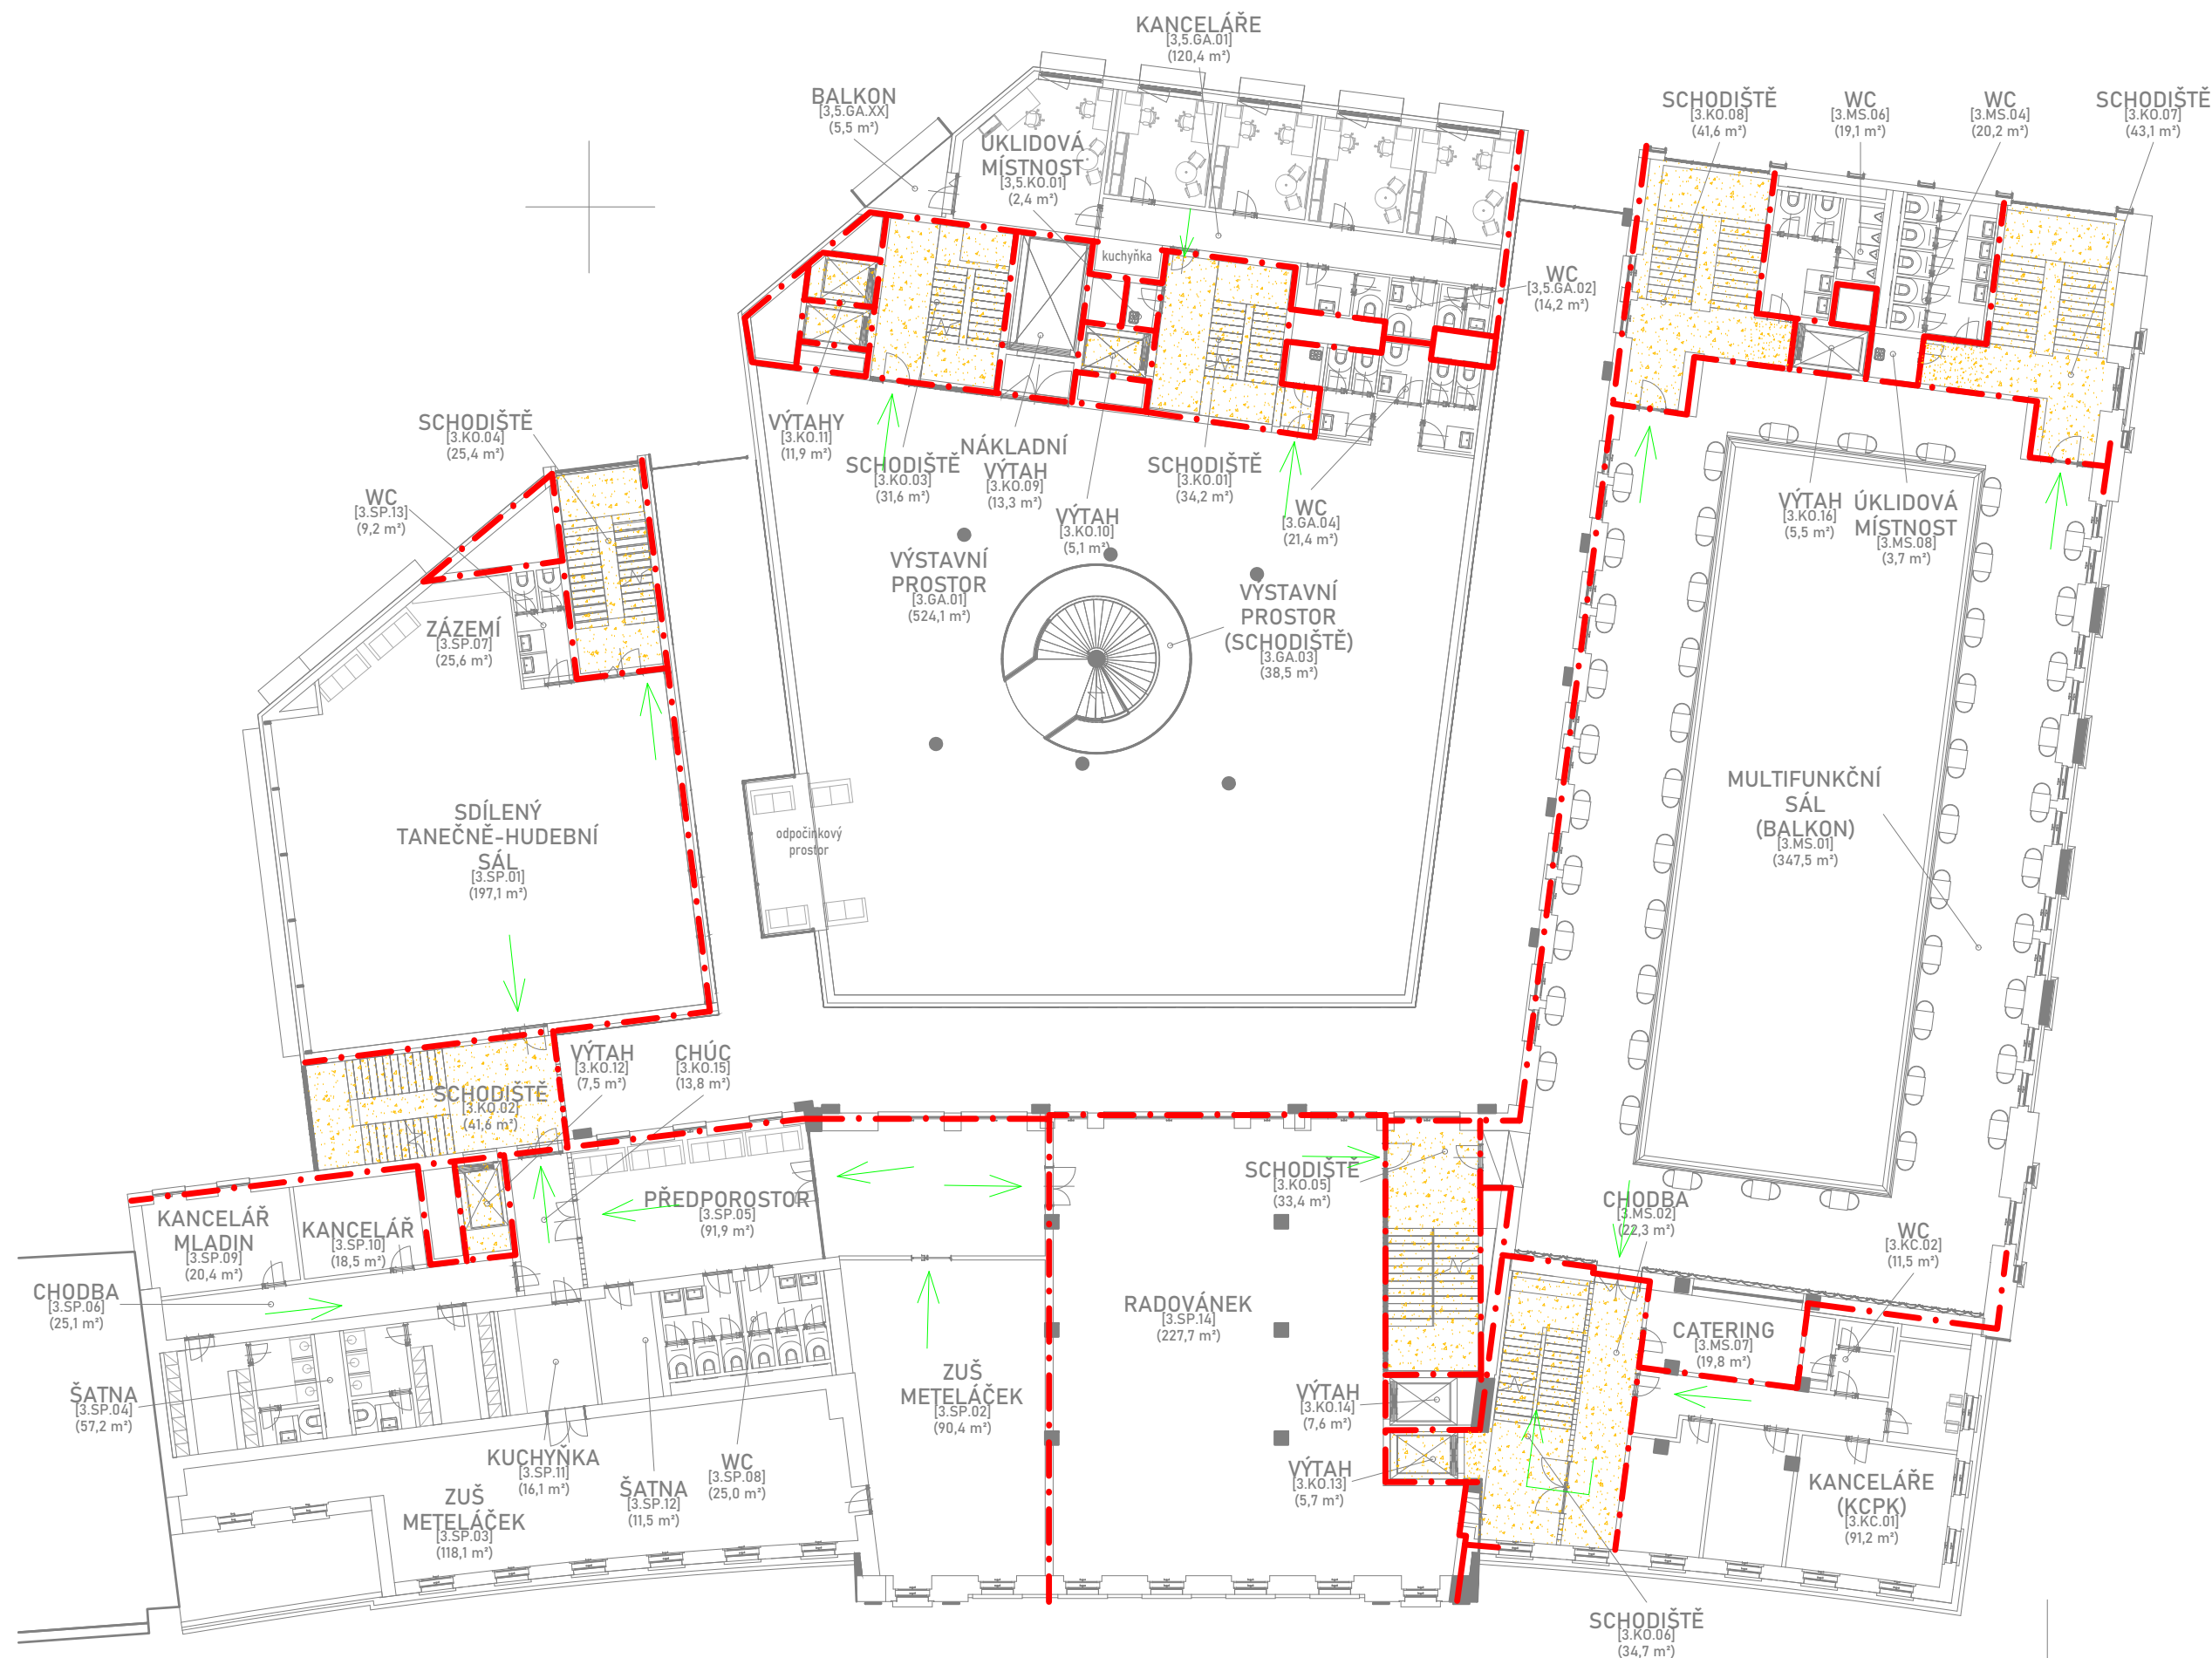 KANCELÁŘE
[3,5.GA.01]
(120,4 m²)
BALKON
[3,5.GA.XX]
(5,5 m²)
ÚKLIDOVÁ
MÍSTNOST
[3,5.KO.01]
(2,4 m²)
SCHODIŠTĚ
[3.KO.08]
(41,6 m²)
WC
[3.MS.06]
(19,1 m²)
WC
[3.MS.04]
(20,2 m²)
SCHODIŠTĚ
[3.KO.07]
(43,1 m²)
kuchyňka
WC
[3,5.GA.02]
(14,2 m²)
SCHODIŠTĚ
[3.KO.04]
(25,4 m²)
VÝTAHY
[3.KO.11]
(11,9 m²)
SCHODIŠTĚ
[3.KO.03]
(31,6 m²)
NÁKLADNÍ
VÝTAH
[3.KO.09]
(13,3 m²)
SCHODIŠTĚ
[3.KO.01]
(34,2 m²)
VÝTAH
[3.KO.10]
(5,1 m²)
WC
[3.GA.04]
(21,4 m²)
WC
[3.SP.13]
(9,2 m²)
VÝTAH
[3.KO.16]
(5,5 m²)
ÚKLIDOVÁ
MÍSTNOST
[3.MS.08]
(3,7 m²)
VÝSTAVNÍ
PROSTOR
[3.GA.01]
(524,1 m²)
VÝSTAVNÍ
PROSTOR
(SCHODIŠTĚ)
[3.GA.03]
(38,5 m²)
ZÁZEMÍ
[3.SP.07]
(25,6 m²)
SDÍLENÝ
TANEČNĚ-HUDEBNÍ
SÁL
[3.SP.01]
(197,1 m²)
odpočinkový
prostor
MULTIFUNKČNÍ
SÁL
(BALKON)
[3.MS.01]
(347,5 m²)
VÝTAH
[3.KO.12]
(7,5 m²)
CHÚC
[3.KO.15]
(13,8 m²)
SCHODIŠTĚ
[3.KO.02]
(41,6 m²)
SCHODIŠTĚ
[3.KO.05]
(33,4 m²)
PŘEDPOROSTOR
[3.SP.05]
(91,9 m²)
CHODBA
[3.MS.02]
(22,3 m²)
KANCELÁŘ
MLADIN
[3.SP.09]
(20,4 m²)
KANCELÁŘ
[3.SP.10]
(18,5 m²)
WC
[3.KC.02]
(11,5 m²)
CHODBA
[3.SP.06]
(25,1 m²)
RADOVÁNEK
[3.SP.14]
(227,7 m²)
CATERING
[3.MS.07]
(19,8 m²)
ŠATNA
[3.SP.04]
(57,2 m²)
ZUŠ
METELÁČEK
[3.SP.02]
(90,4 m²)
VÝTAH
[3.KO.14]
(7,6 m²)
KUCHYŇKA
[3.SP.11]
(16,1 m²)
WC
[3.SP.08]
(25,0 m²)
ŠATNA
[3.SP.12]
(11,5 m²)
VÝTAH
[3.KO.13]
(5,7 m²)
KANCELÁŘE
(KCPK)
[3.KC.01]
(91,2 m²)
ZUŠ
METELÁČEK
[3.SP.03]
(118,1 m²)
SCHODIŠTĚ
[3.KO.06]
(34,7 m²)